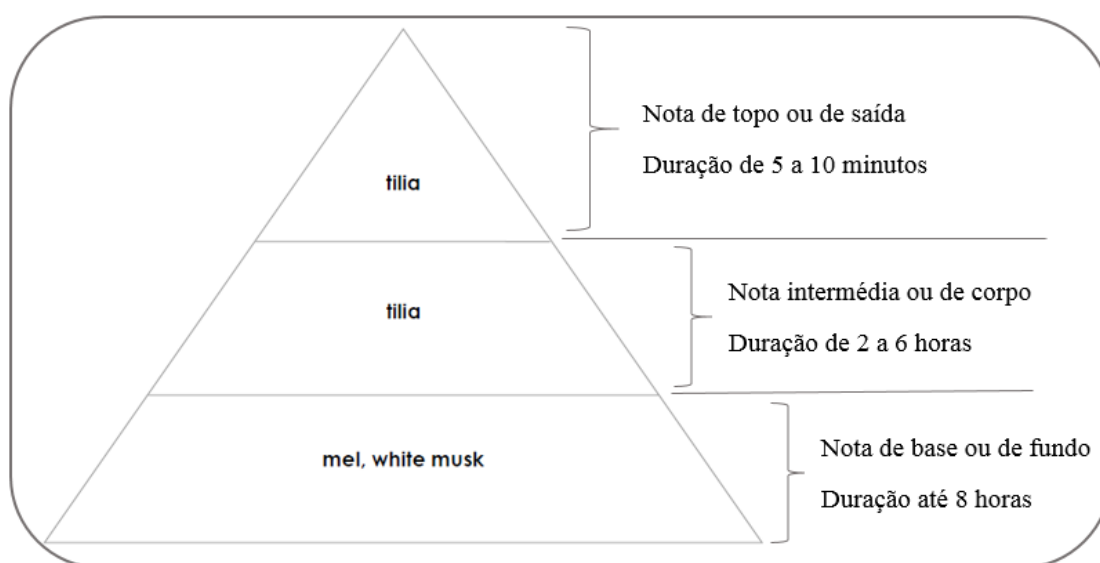 Nota de topo ou de saída
Duração de 5 a 10 minutos
tilia
Nota intermédia ou de corpo
Duração de 2 a 6 horas
tilia
Nota de base ou de fundo
Duração até 8 horas
mel, white musk